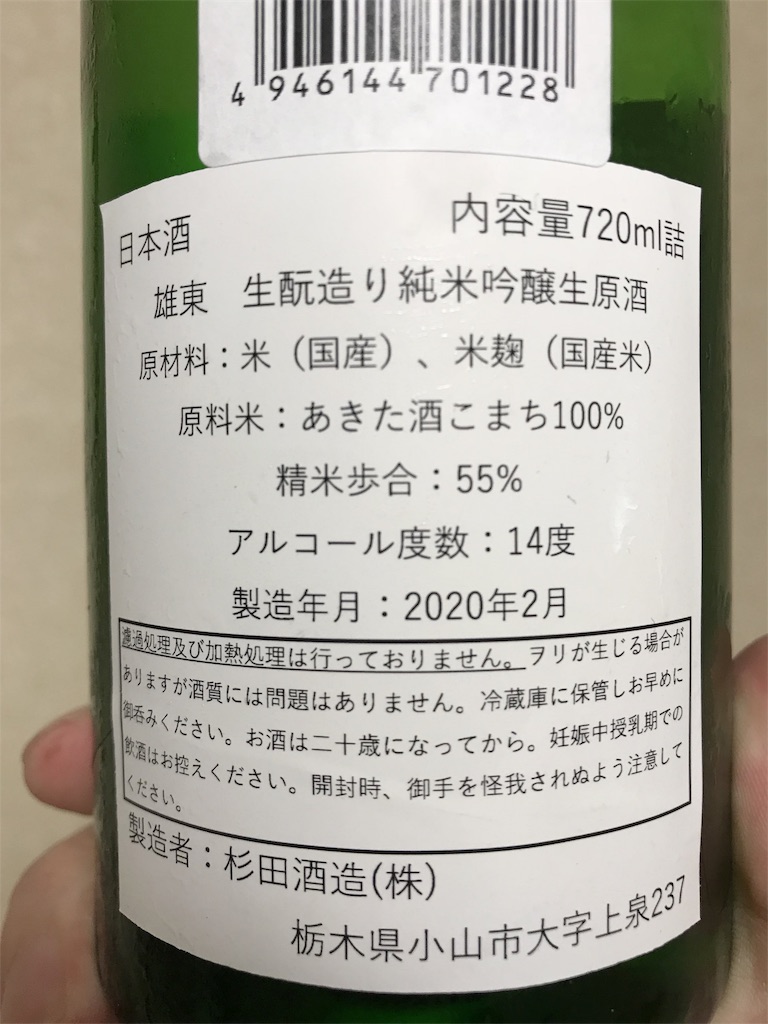 4 946144 701228
日本酒 内容量720ml詰
雄東 生酛造り純米吟醸生原酒
原材料：米（国産）、米麹（国産米）
原料米：あきた酒こまち100%
精米歩合：55%
アルコール度数：14度
製造年月：2020年2月
濾過処理及び加熱処理は行っておりません。ヲリが生じる場合が
ありますが酒質には問題はありません。冷蔵庫に保管しお早めに
御呑みください。お酒は二十歳になってから。妊娠中授乳期での
飲酒はお控えください。開封時、御手を怪我されぬよう注意して
ください。
製造者：杉田酒造(株)
栃木県小山市大字上泉237